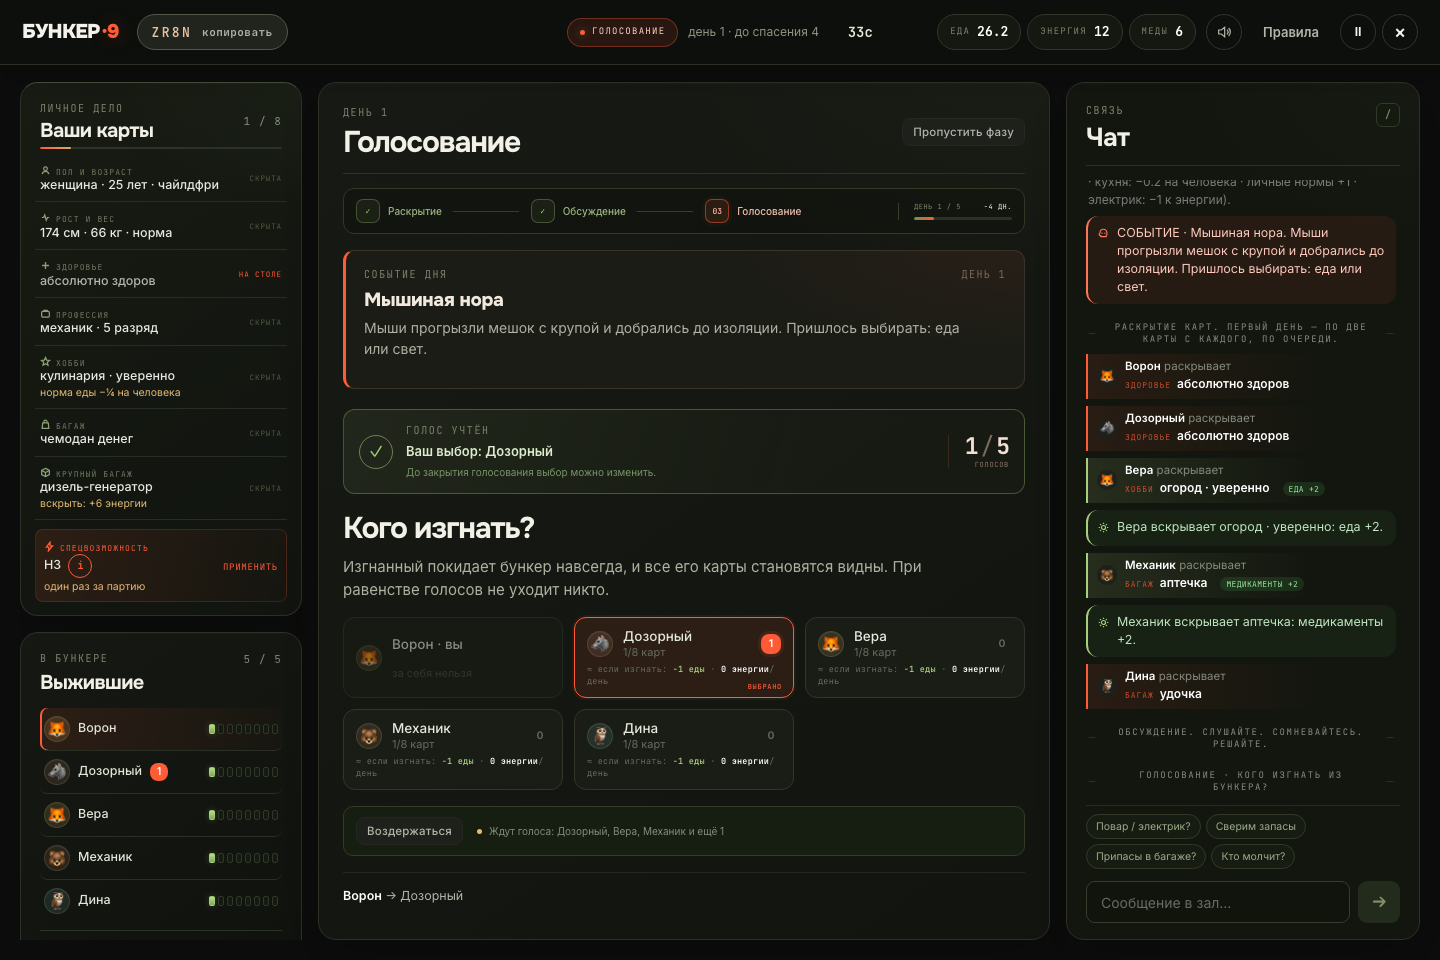 БУНКЕР·9
ZR8N копировать
ГОЛОСОВАНИЕ
день 1 · до спасения 4
33с
ЕДА 26.2
ЭНЕРГИЯ 12
МЕДЫ 6
Правила
ЛИЧНОЕ ДЕЛО
Ваши карты
1 / 8
ПОЛ И ВОЗРАСТ
женщина · 25 лет · чайлдфри
СКРЫТА
РОСТ И ВЕС
174 см · 66 кг · норма
СКРЫТА
ЗДОРОВЬЕ
абсолютно здоров
НА СТОЛЕ
ПРОФЕССИЯ
механик · 5 разряд
СКРЫТА
ХОББИ
кулинария · уверенно
норма еды −¼ на человека
СКРЫТА
БАГАЖ
чемодан денег
СКРЫТА
КРУПНЫЙ БАГАЖ
дизель-генератор
вскрыть: +6 энергии
СКРЫТА
СПЕЦВОЗМОЖНОСТЬ
НЗ i
ПРИМЕНИТЬ
один раз за партию
В БУНКЕРЕ
5 / 5
Выжившие
Ворон
Дозорный 1
Вера
Механик
Дина
ДЕНЬ 1
Голосование
Пропустить фазу
✓ Раскрытие
✓ Обсуждение
03 Голосование
ДЕНЬ 1 / 5
~4 ДН.
СОБЫТИЕ ДНЯ
ДЕНЬ 1
Мышиная нора
Мыши прогрызли мешок с крупой и добрались до изоляции. Пришлось выбирать: еда
или свет.
ГОЛОС УЧТЁН
Ваш выбор: Дозорный
До закрытия голосования выбор можно изменить.
1/5
ГОЛОСОВ
Кого изгнать?
Изгнанный покидает бункер навсегда, и все его карты становятся видны. При
равенстве голосов не уходит никто.
Ворон · вы
за себя нельзя
Дозорный
1/8 карт
1
≈ если изгнать: -1 еды · 0 энергии/
день
ВЫБРАНО
Вера
1/8 карт
0
≈ если изгнать: -1 еды · 0 энергии/
день
Механик
1/8 карт
0
≈ если изгнать: -1 еды · 0 энергии/
день
Дина
1/8 карт
0
≈ если изгнать: -1 еды · 0 энергии/
день
Воздержаться
Ждут голоса: Дозорный, Вера, Механик и ещё 1
Ворон → Дозорный
СВЯЗЬ
Чат
/
· кухня: −0.2 на человека · личные нормы +1 ·
электрик: −1 к энергии).
СОБЫТИЕ · Мышиная нора. Мыши
прогрызли мешок с крупой и добрались до
изоляции. Пришлось выбирать: еда или
свет.
РАСКРЫТИЕ КАРТ. ПЕРВЫЙ ДЕНЬ — ПО ДВЕ
КАРТЫ С КАЖДОГО, ПО ОЧЕРЕДИ.
Ворон раскрывает
ЗДОРОВЬЕ абсолютно здоров
Дозорный раскрывает
ЗДОРОВЬЕ абсолютно здоров
Вера раскрывает
ХОББИ огород · уверенно ЕДА +2
Вера вскрывает огород · уверенно: еда +2.
Механик раскрывает
БАГАЖ аптечка МЕДИКАМЕНТЫ +2
Механик вскрывает аптечка: медикаменты
+2.
Дина раскрывает
БАГАЖ удочка
ОБСУЖДЕНИЕ. СЛУШАЙТЕ. СОМНЕВАЙТЕСЬ.
РЕШАЙТЕ.
ГОЛОСОВАНИЕ · КОГО ИЗГНАТЬ ИЗ
БУНКЕРА?
Повар / электрик?
Сверим запасы
Припасы в багаже?
Кто молчит?
Сообщение в зал…